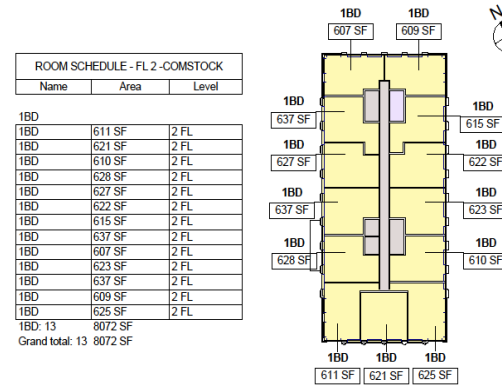 ROOM SCHEDULE - FL 2 -COMSTOCK
Name Area Level
1BD
1BD 611 SF 2 FL
1BD 621 SF 2 FL
1BD 610 SF 2 FL
1BD 628 SF 2 FL
1BD 627 SF 2 FL
1BD 622 SF 2 FL
1BD 615 SF 2 FL
1BD 637 SF 2 FL
1BD 607 SF 2 FL
1BD 623 SF 2 FL
1BD 637 SF 2 FL
1BD 609 SF 2 FL
1BD 625 SF 2 FL
1BD: 13 8072 SF
Grand total: 13 8072 SF
N
1BD 1BD
607 SF 609 SF
1BD 1BD
637 SF 615 SF
1BD 1BD
627 SF 622 SF
1BD 1BD
637 SF 623 SF
1BD 1BD
628 SF 610 SF
1BD 1BD 1BD
611 SF 621 SF 625 SF